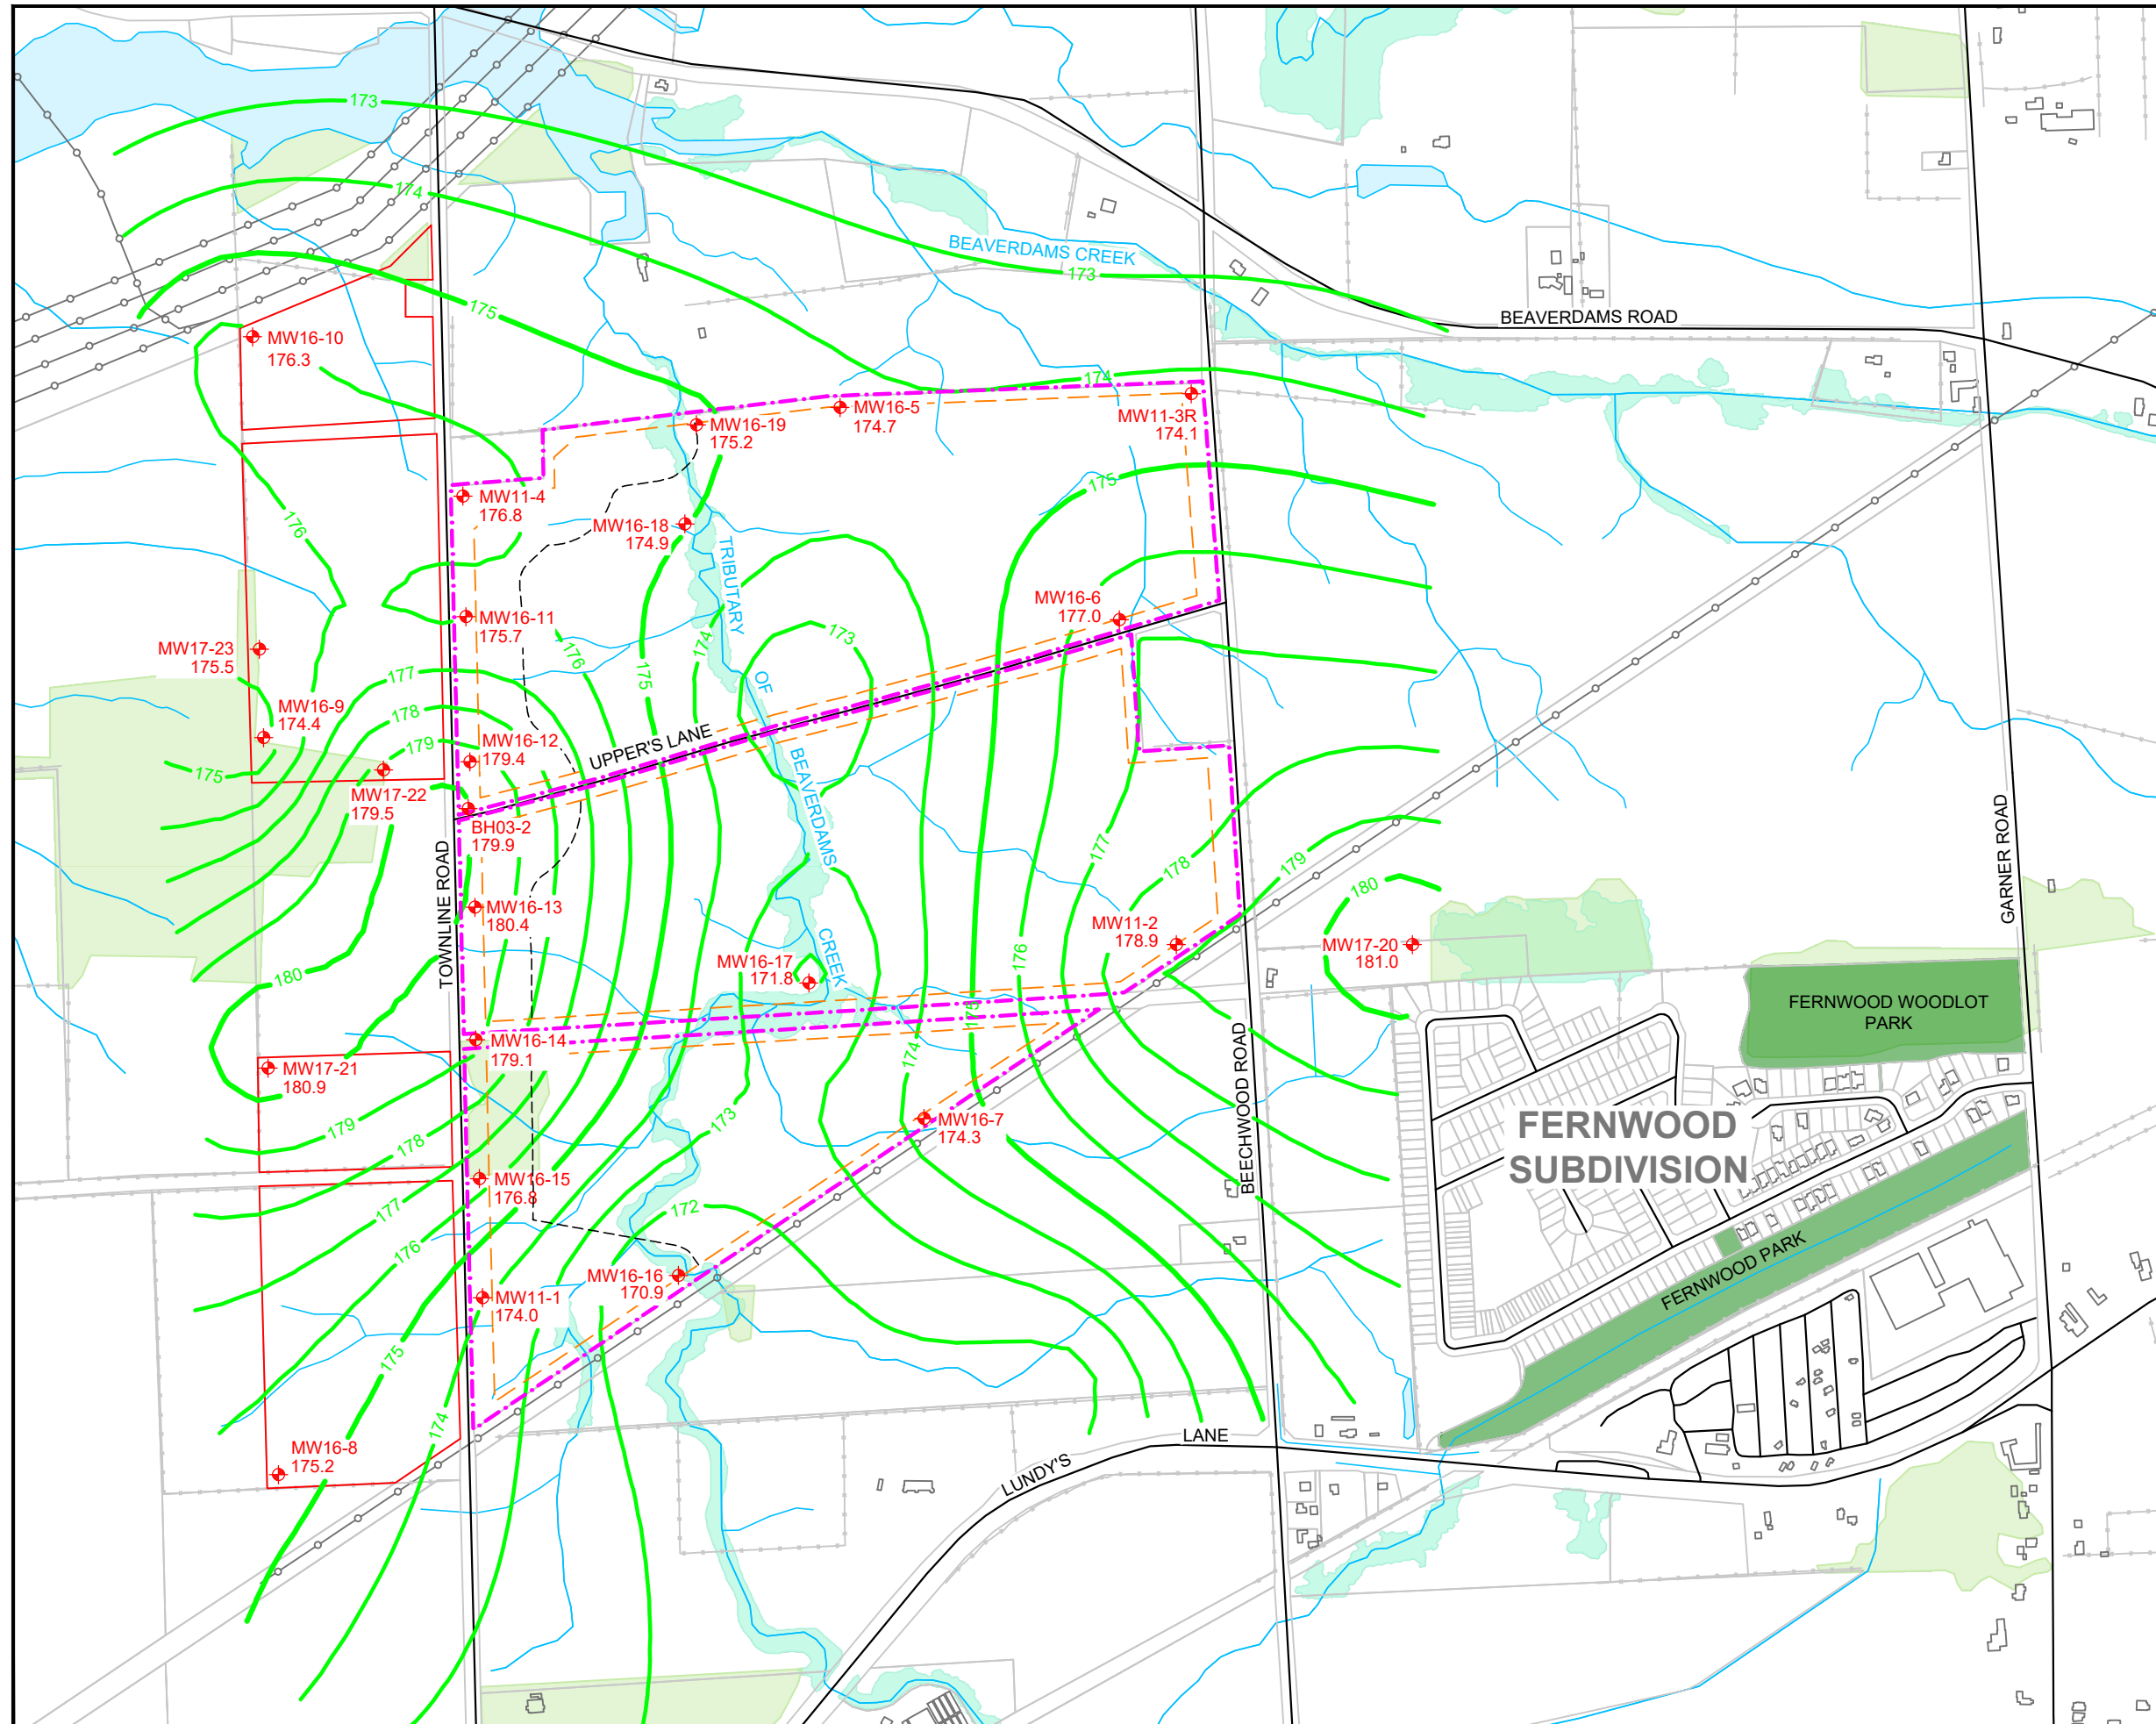 173
174
BEAVERDAMS CREEK
173
175
BEAVERDAMS ROAD
MW16-10
176.3
174
MW16-5
174.7
MW11-3R
174.1
MW16-19
175.2
175
MW11-4
176.8
176
MW16-18
174.9
TRIBUTARY
OF
BEAVERDAMS
CREEK
MW16-6
177.0
MW16-11
175.7
176
174
173
MW17-23
175.5
175
177
MW16-9
174.4
178
179
MW16-12
179.4
UPPER'S LANE
175
MW17-22
179.5
BH03-2
179.9
TOWNLINE ROAD
177
178
179
180
GARNER ROAD
MW16-13
180.4
MW11-2
178.9
MW17-20
181.0
176
MW16-17
171.8
180
175
FERNWOOD WOODLOT
PARK
MW16-14
179.1
174
BEECHWOOD ROAD
MW17-21
180.9
179
178
173
MW16-7
174.3
FERNWOOD
SUBDIVISION
MW16-15
176.8
177
172
176
FERNWOOD PARK
MW16-16
170.9
MW11-1
174.0
175
174
MW16-8
175.2
LUNDY'S
LANE